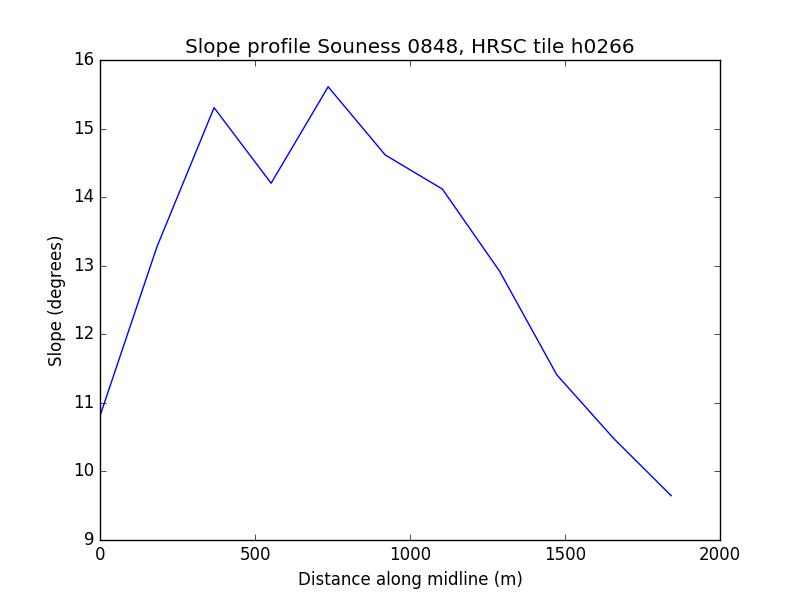 Slope profile Souness 0848, HRSC tile h0266
16
15
14
13
12
11
10
9
Slope (degrees)
0 500 1000 1500 2000
Distance along midline (m)